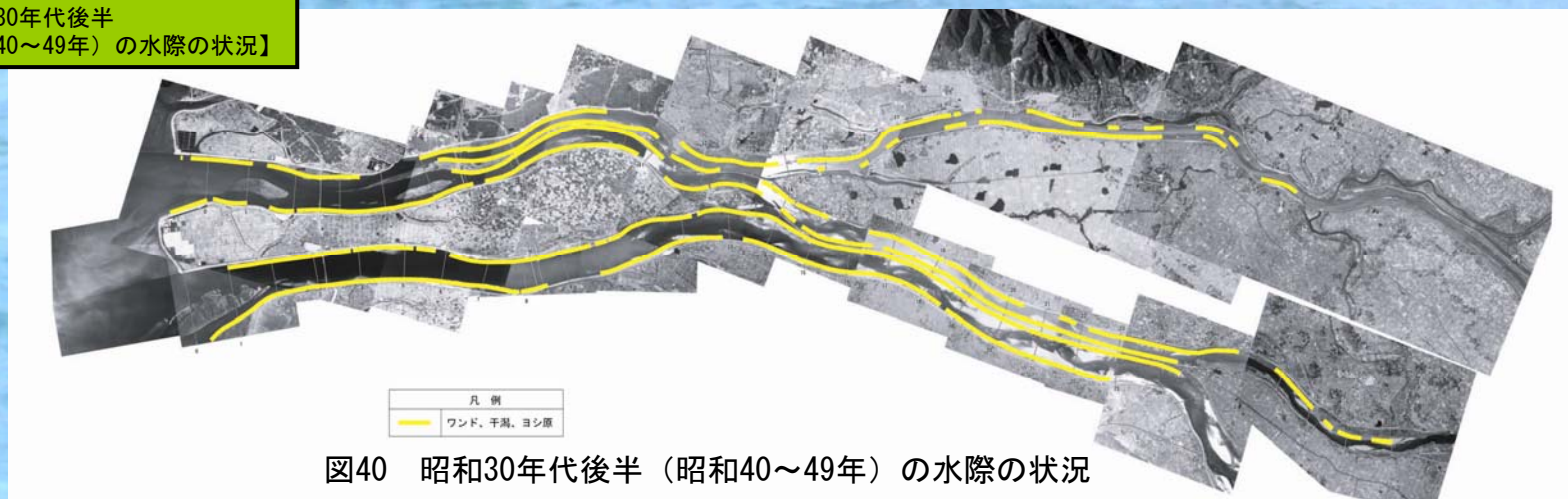 30年代後半
40～49年）の水際の状況】
凡 例
ワンド、干潟、ヨシ原
図40 昭和30年代後半（昭和40～49年）の水際の状況